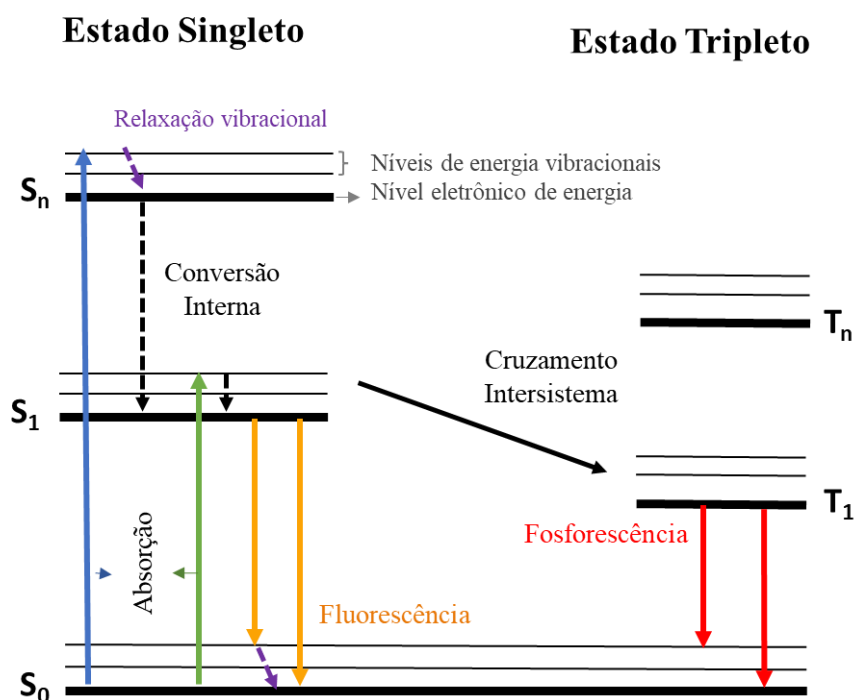 Estado Singleto
Estado Tripleto
Relaxação vibracional
Níveis de energia vibracionais
Nível eletrônico de energia
Sn
Conversão
Interna
Tn
Cruzamento
Intersistema
S1
T1
Absorção
Fosforescência
Fluorescência
S0